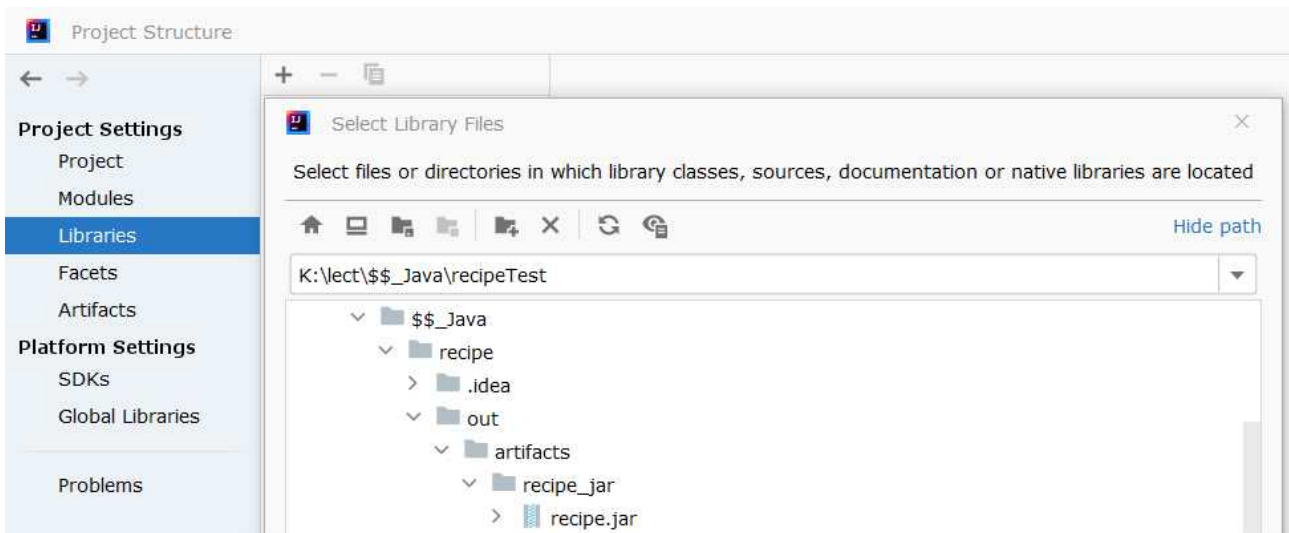 Project Structure
Project Settings
Project
Modules
Libraries
Facets
Artifacts
Platform Settings
SDKs
Global Libraries
Problems
Select Library Files
Select files or directories in which library classes, sources, documentation or native libraries are located
Hide path
K:\lect\$$_Java\recipeTest
$$_Java
recipe
.idea
out
artifacts
recipe_jar
recipe.jar